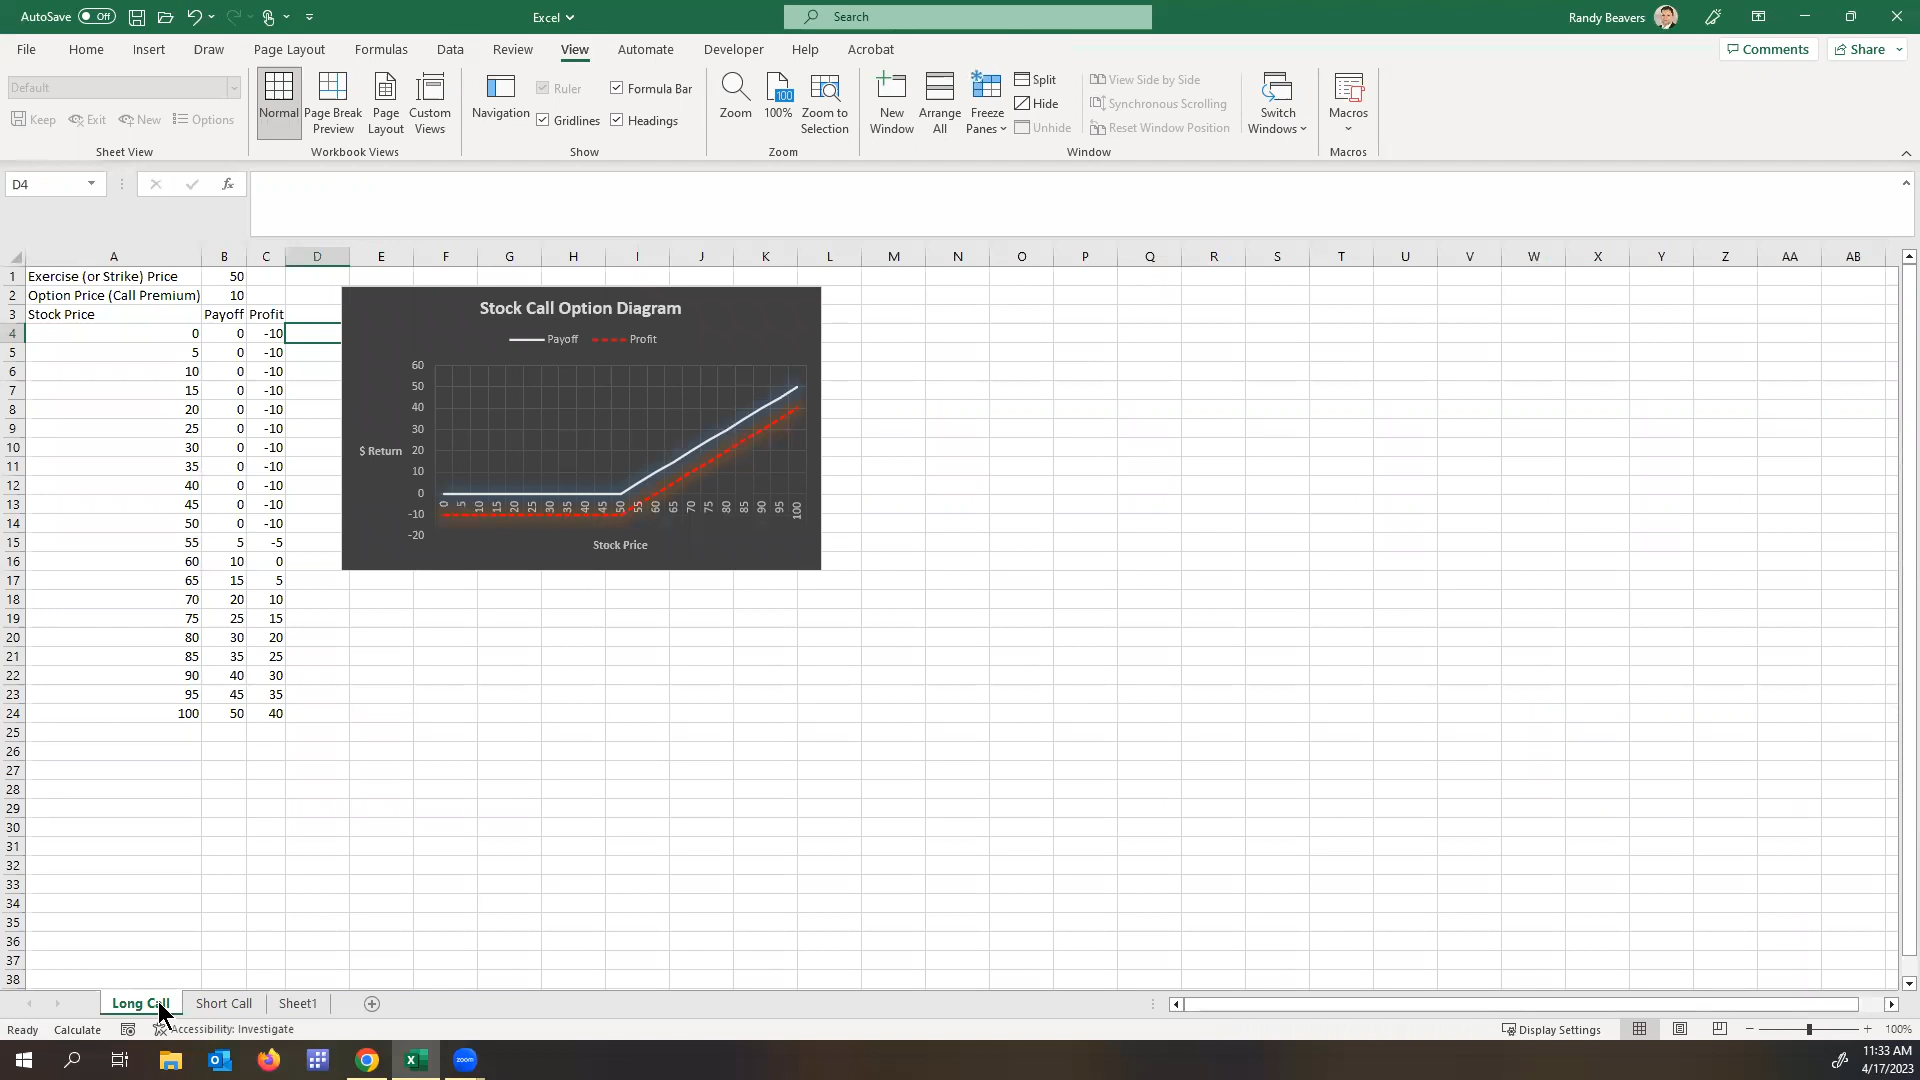 AutoSave Off Excel Search Randy Beavers
File Home Insert Draw Page Layout Formulas Data Review View Automate Developer Help Acrobat Comments Share
Default
Keep Exit New Options
Sheet View
Normal Page Break Preview Page Layout Custom Views
Workbook Views
Navigation Ruler Formula Bar
Gridlines Headings
Show
Zoom 100 100% Zoom to Selection
Zoom
New Window Arrange All Freeze Panes
Split View Side by Side
Hide Synchronous Scrolling
Unhide Reset Window Position
Switch Windows
Window
Macros
Macros
D4 fx
A B C D E F G H I J K L M N O P Q R S T U V W X Y Z AA AB
1 Exercise (or Strike) Price 50
2 Option Price (Call Premium) 10
3 Stock Price Payoff Profit
4 0 0 -10
5 5 0 -10
6 10 0 -10
7 15 0 -10
8 20 0 -10
9 25 0 -10
10 30 0 -10
11 35 0 -10
12 40 0 -10
13 45 0 -10
14 50 0 -10
15 55 5 -5
16 60 10 0
17 65 15 5
18 70 20 10
19 75 25 15
20 80 30 20
21 85 35 25
22 90 40 30
23 95 45 35
24 100 50 40
25
26
27
28
29
30
31
32
33
34
35
36
37
38
Stock Call Option Diagram
Payoff Profit
60
50
40
30
$ Return 20
10
0
-10
-20
0 5 10 15 20 25 30 35 40 45 50 55 60 65 70 75 80 85 90 95 100
Stock Price
Long Call Short Call Sheet1
Ready Calculate Accessibility: Investigate Display Settings 100%
zoom
11:33 AM
4/17/2023